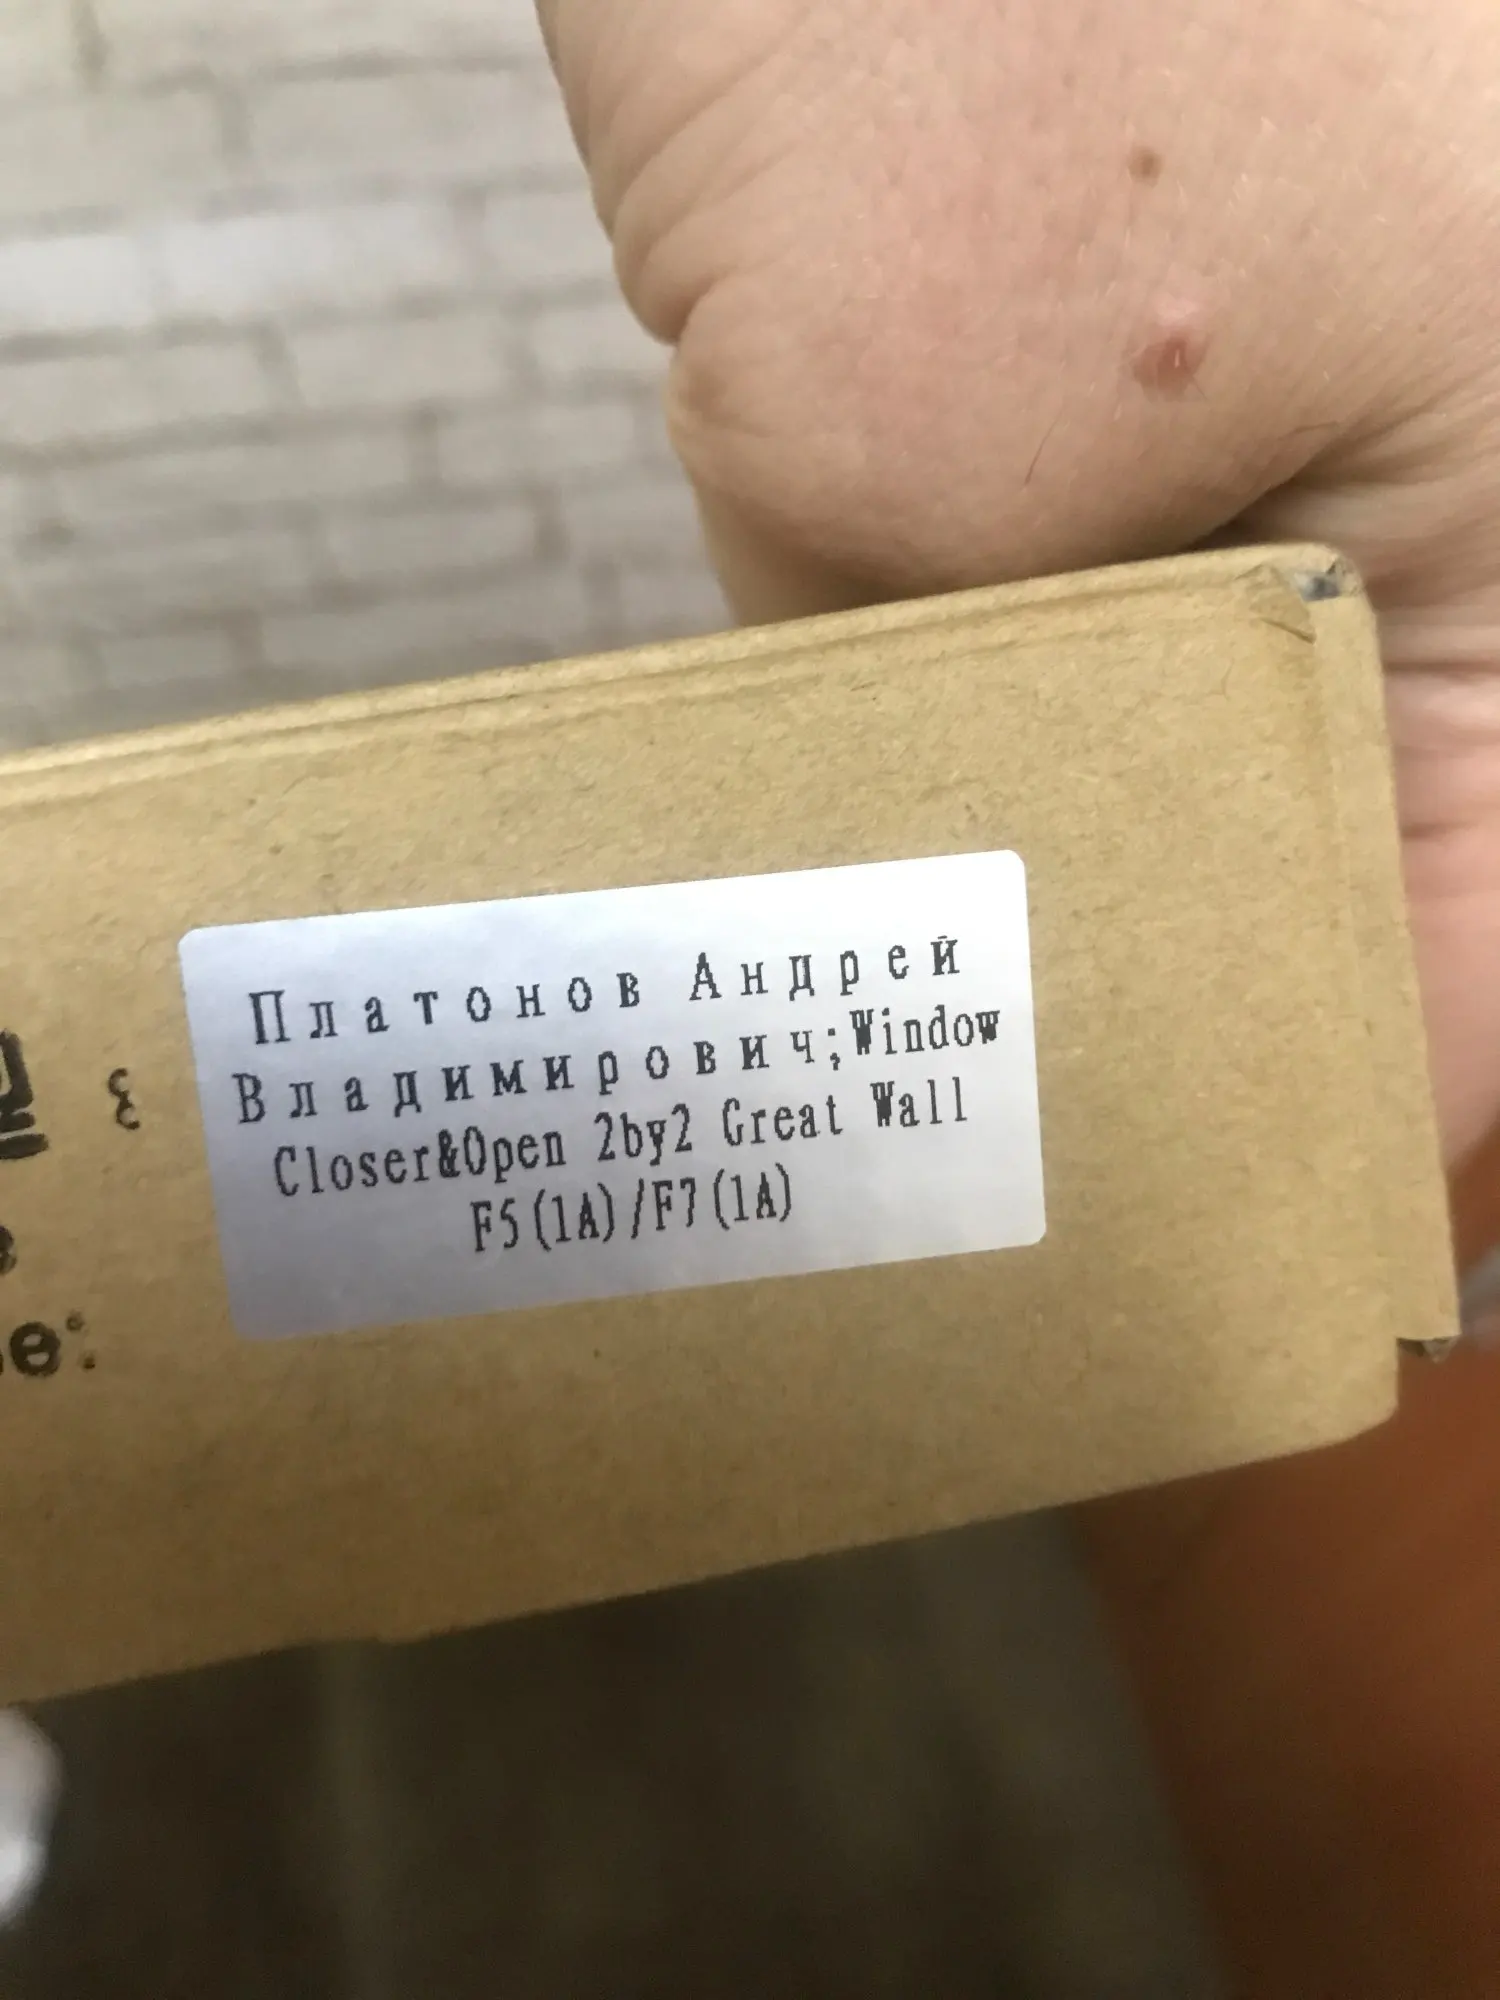 Платонов Андрей
Владимирович;Window
Closer&Open 2by2 Great Wall
F5(1A)/F7(1A)